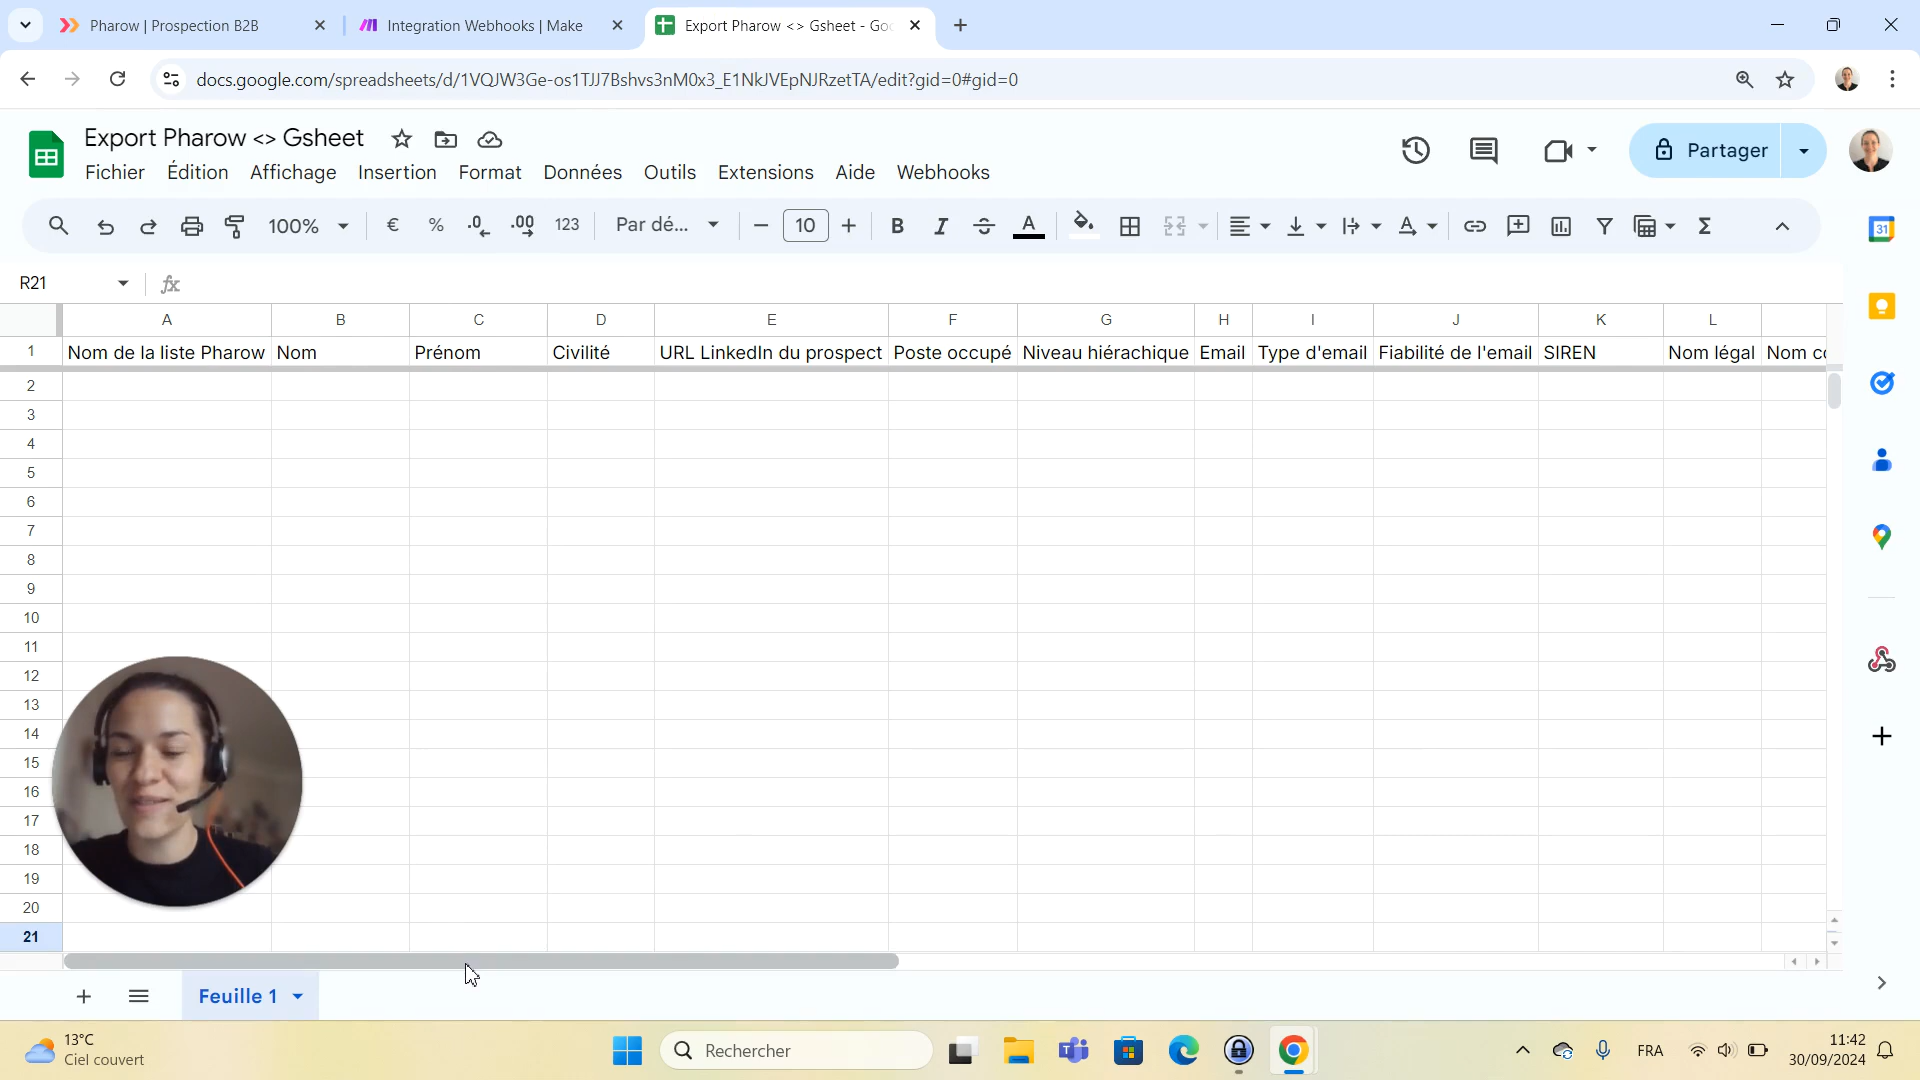 Pharow | Prospection B2B
Integration Webhooks | Make
Export Pharow <> Gsheet - Goo
docs.google.com/spreadsheets/d/1VQJW3Ge-os1TJJ7Bshvs3nM0x3_E1NkJVEpNJRzetTA/edit?gid=0#gid=0
Export Pharow <> Gsheet
Partager
Fichier Édition Affichage Insertion Format Données Outils Extensions Aide Webhooks
100% € % .0 .00 123 Par dé... 10 B I A Σ
31
R21 fx
A B C D E F G H I J K L
1 Nom de la liste Pharow Nom Prénom Civilité URL LinkedIn du prospect Poste occupé Niveau hiérachique Email Type d'email Fiabilité de l'email SIREN Nom légal Nom co
2
3
4
5
6
7
8
9
10
11
12
13
14
15
16
17
18
19
20
21
Feuille 1
13°C
Ciel couvert
Rechercher
FRA
11:42
30/09/2024